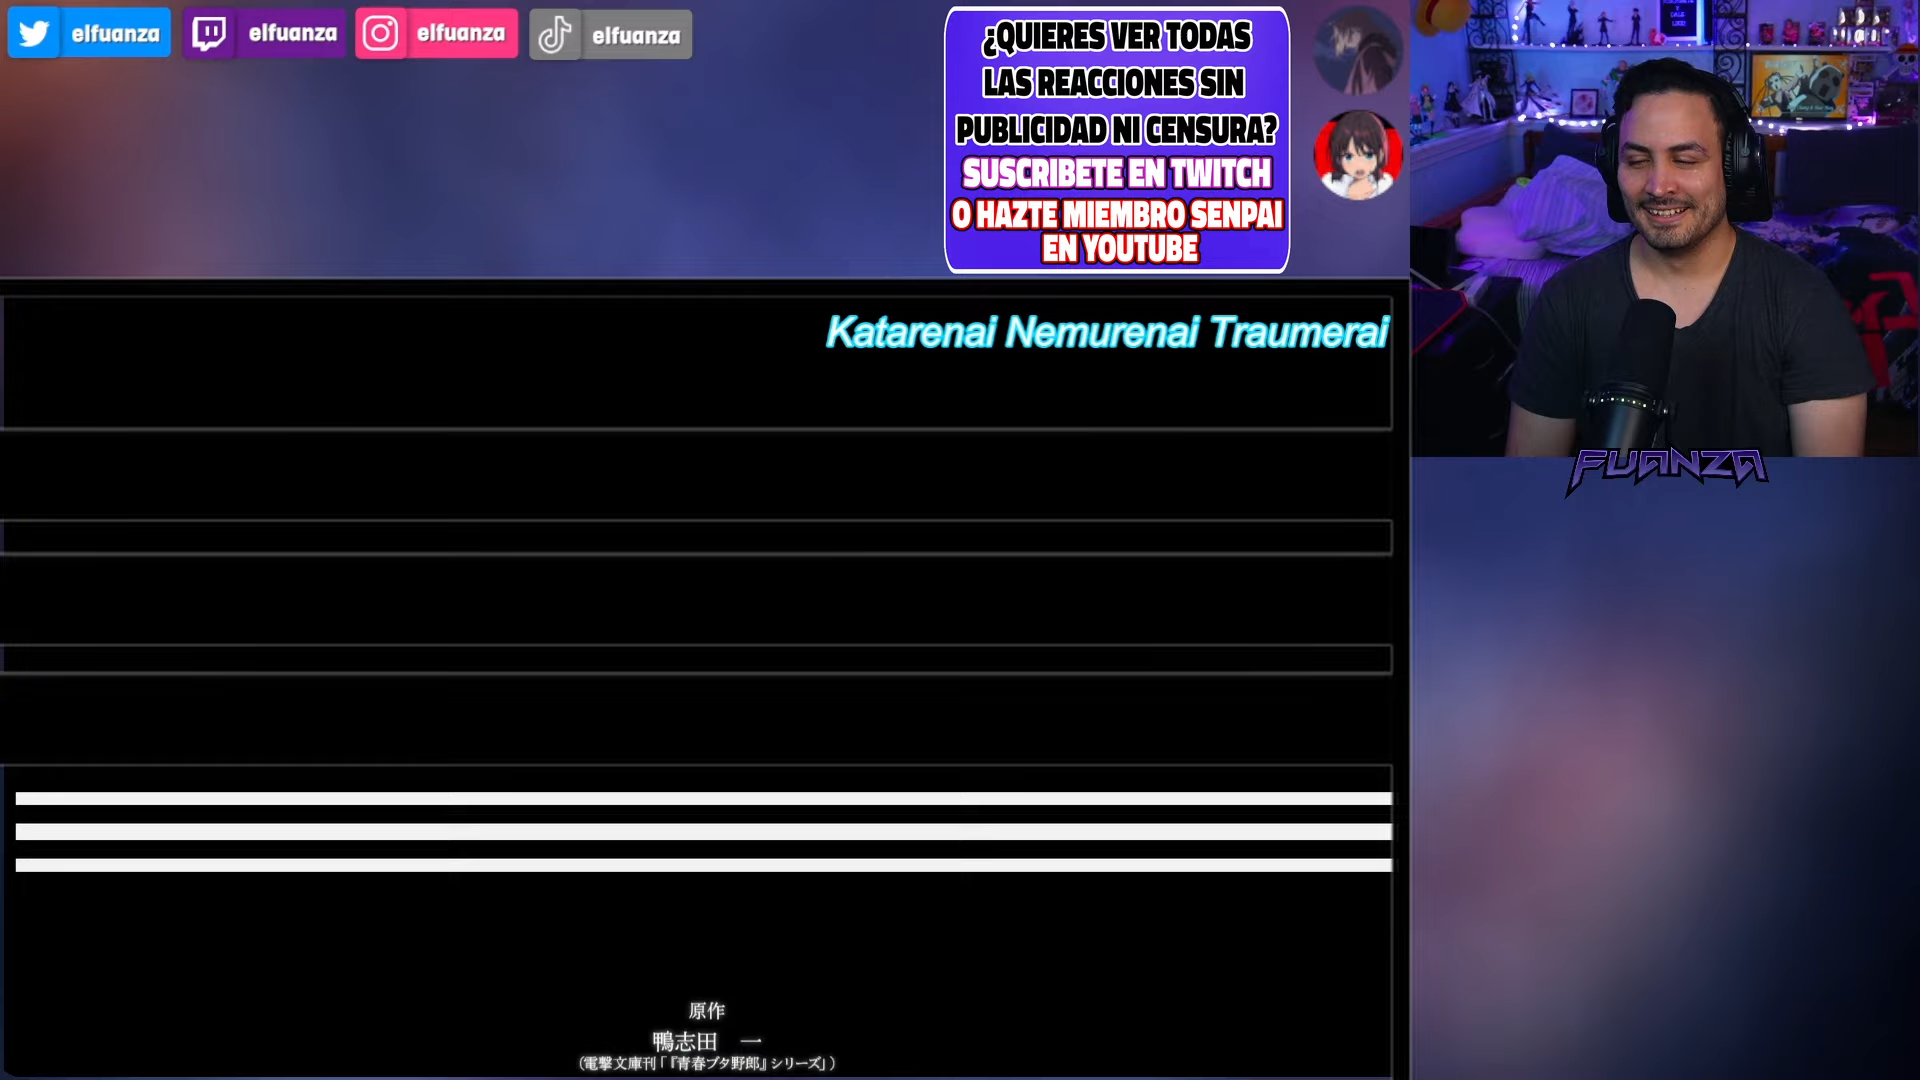 elfuanza
elfuanza
elfuanza
elfuanza
¿QUIERES VER TODAS
LAS REACCIONES SIN
PUBLICIDAD NI CENSURA?
SUSCRIBETE EN TWITCH
O HAZTE MIEMBRO SENPAI
EN YOUTUBE
Katarenai Nemurenai Traumerai
FUANZA
原作
鴨志田 一
(電撃文庫刊「『青春ブタ野郎』シリーズ」)